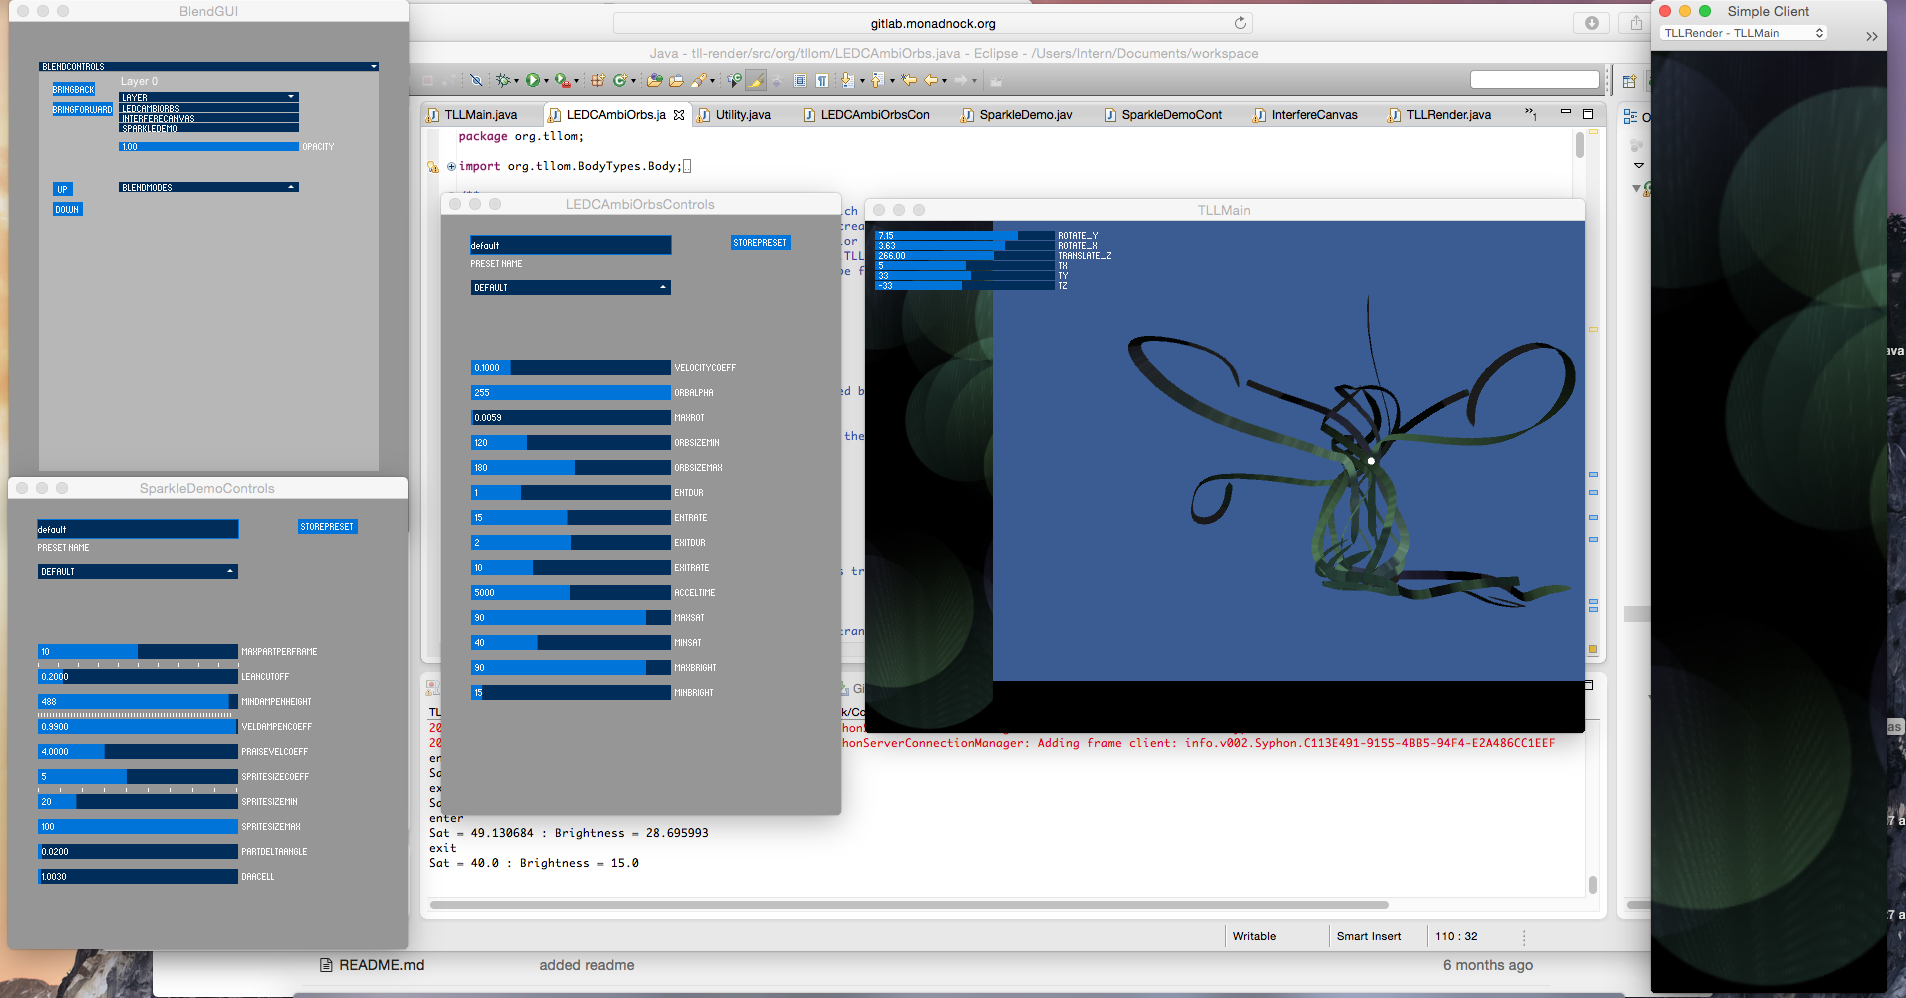 BlendGUI
BLENDCONTROLS
BRINGBACK
BRINGFORWARD
Layer 0
LAYER
LEDCAMBIORBS
INTERFERECANVAS
SPARKLEDEMO
1.00 OPACITY
UP
DOWN
BLENDMODES
SparkleDemoControls
default
STOREPRESET
PRESET NAME
DEFAULT
10 MAXPARTPERFRAME
0.2000 LEANCUTOFF
488 MINDAMPENHEIGHT
0.9900 VELDAMPENCOEFF
4.0000 PRAISEVELCOEFF
5 SPRITESIZECOEFF
20 SPRITESIZEMIN
100 SPRITESIZEMAX
0.0200 PARTDELTAANGLE
1.0030 DAACELL
gitlab.monadnock.org
Java - tll-render/src/org/tllom/LEDCAmbiOrbs.java - Eclipse - /Users/Intern/Documents/workspace
TLLMain.java
LEDCAmbiOrbs.ja
Utility.java
LEDCAmbiOrbsCon
SparkleDemo.jav
SparkleDemoCont
InterfereCanvas
TLLRender.java
package org.tllom;
import org.tllom.BodyTypes.Body;
LEDCAmbiOrbsControls
default
STOREPRESET
PRESET NAME
DEFAULT
0.1000 VELOCITYCOEFF
255 ORBALPHA
0.0059 MAXROT
120 ORBSIZEMIN
180 ORBSIZEMAX
1 ENTDUR
15 ENTRATE
2 EXITDUR
10 EXITRATE
5000 ACCELTIME
90 MAXSAT
40 MINSAT
90 MAXBRIGHT
15 MINBRIGHT
TLLMain
7.15 ROTATE_Y
3.63 ROTATE_X
266.00 TRANSLATE_Z
5 TX
33 TY
-33 TZ
honServerConnectionManager: Adding frame client: info.v002.Syphon.C113E491-9155-4BB5-94F4-E2A486CC1EEF
enter
Sat = 49.130684 : Brightness = 28.695993
exit
Sat = 40.0 : Brightness = 15.0
Writable
Smart Insert
110 : 32
README.md
added readme
6 months ago
Simple Client
TLLRender - TLLMain